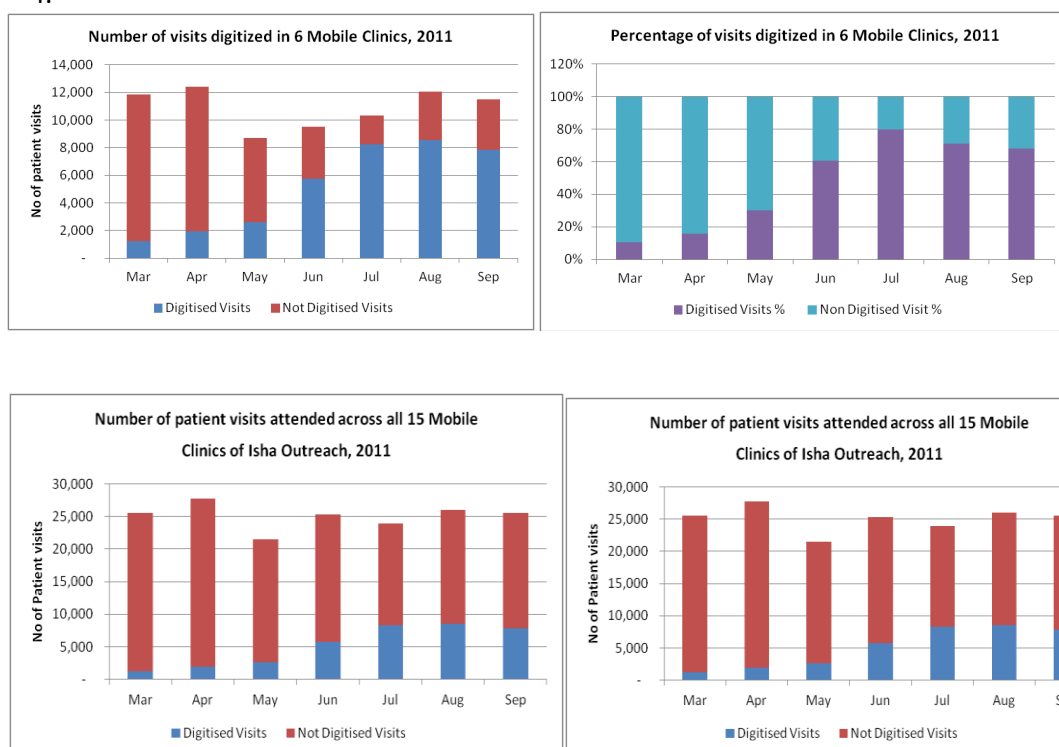 Number of visits digitized in 6 Mobile Clinics, 2011
No of patient visits
14,000
12,000
10,000
8,000
6,000
4,000
2,000
-
Mar Apr May Jun Jul Aug Sep
Digitised Visits Not Digitised Visits
Percentage of visits digitized in 6 Mobile Clinics, 2011
120%
100%
80%
60%
40%
20%
0%
Mar Apr May Jun Jul Aug Sep
Digitised Visits % Non Digitised Visit %
Number of patient visits attended across all 15 Mobile
Clinics of Isha Outreach, 2011
No of Patient visits
30,000
25,000
20,000
15,000
10,000
5,000
-
Mar Apr May Jun Jul Aug Sep
Digitised Visits Not Digitised Visits
Number of patient visits attended across all 15 Mobile
Clinics of Isha Outreach, 2011
No of Patient visits
30,000
25,000
20,000
15,000
10,000
5,000
-
Mar Apr May Jun Jul Aug
Digitised Visits Not Digitised Visits